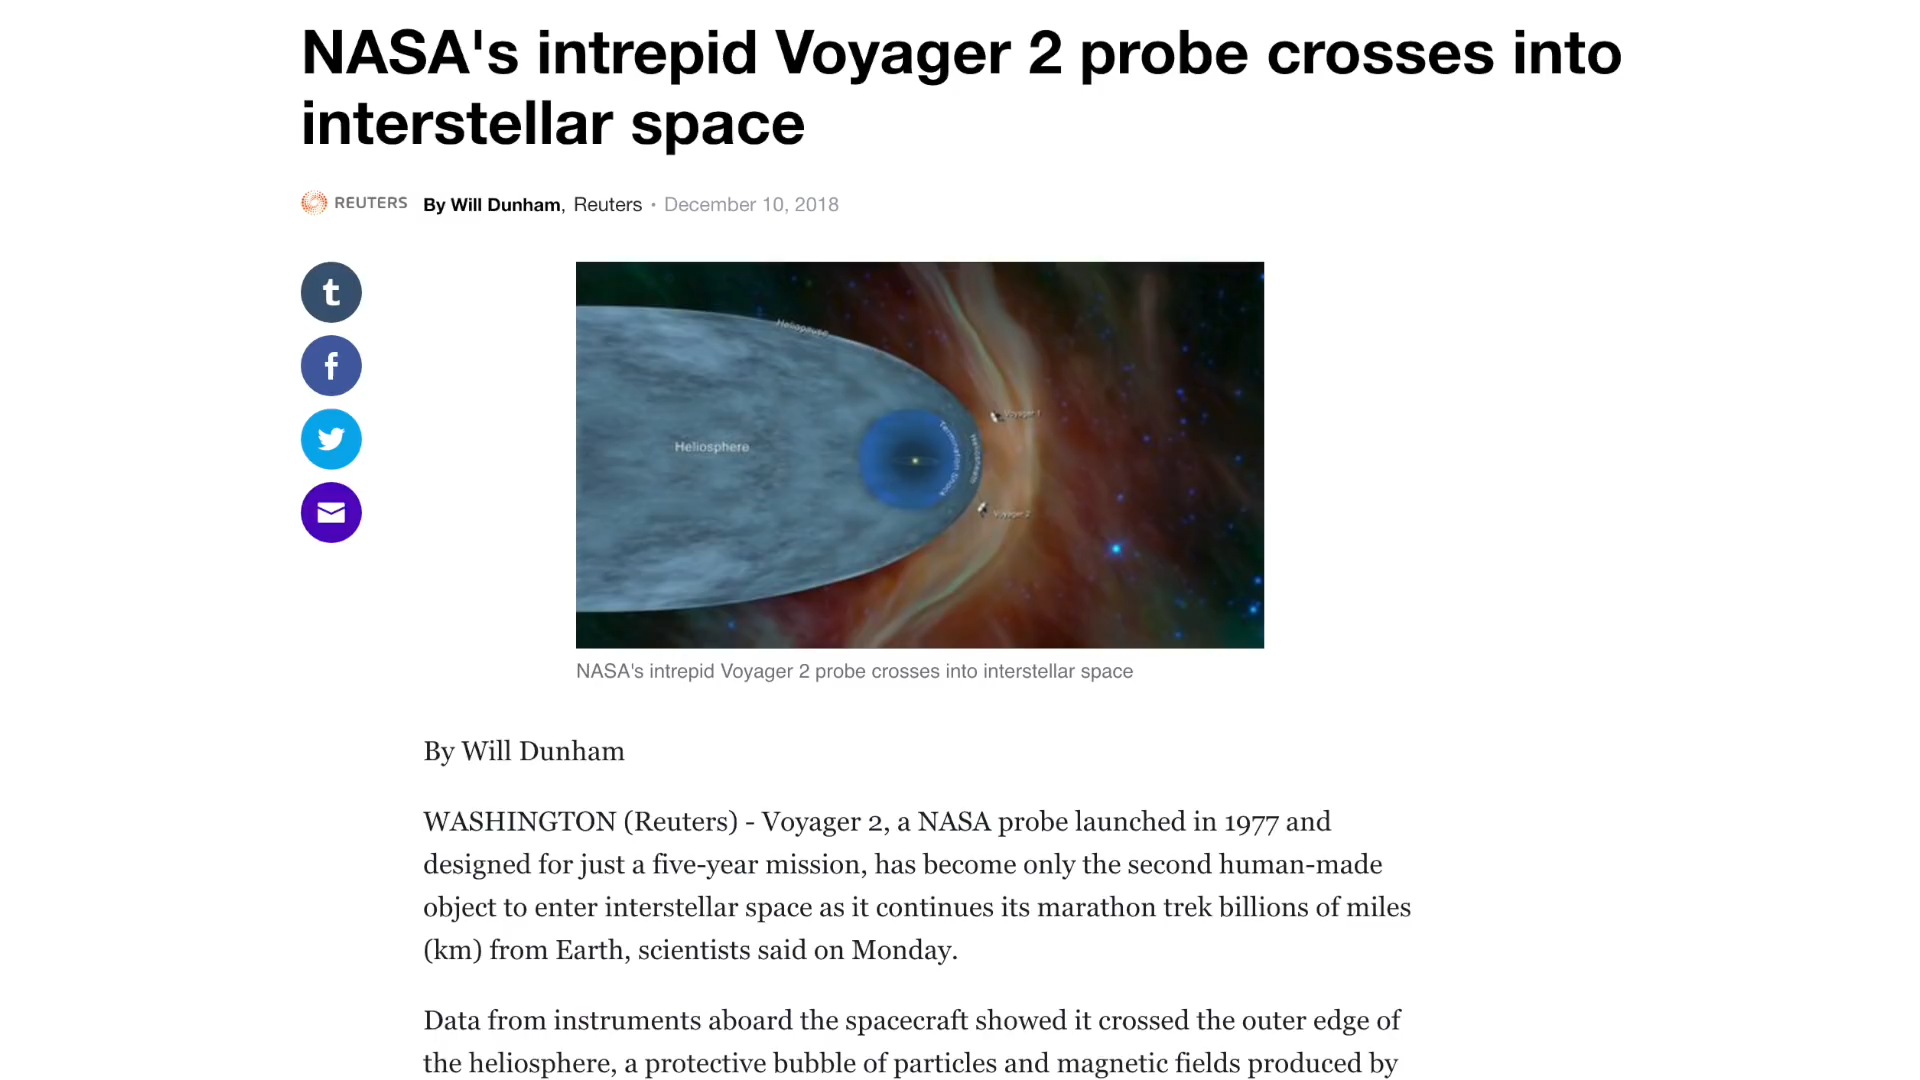 NASA's intrepid Voyager 2 probe crosses into
interstellar space
REUTERS By Will Dunham, Reuters • December 10, 2018
t
f
Heliopause
Voyager 1
Heliosphere
Termination Shock
Heliosheath
Voyager 2
NASA's intrepid Voyager 2 probe crosses into interstellar space
By Will Dunham
WASHINGTON (Reuters) - Voyager 2, a NASA probe launched in 1977 and
designed for just a five-year mission, has become only the second human-made
object to enter interstellar space as it continues its marathon trek billions of miles
(km) from Earth, scientists said on Monday.
Data from instruments aboard the spacecraft showed it crossed the outer edge of
the heliosphere, a protective bubble of particles and magnetic fields produced by